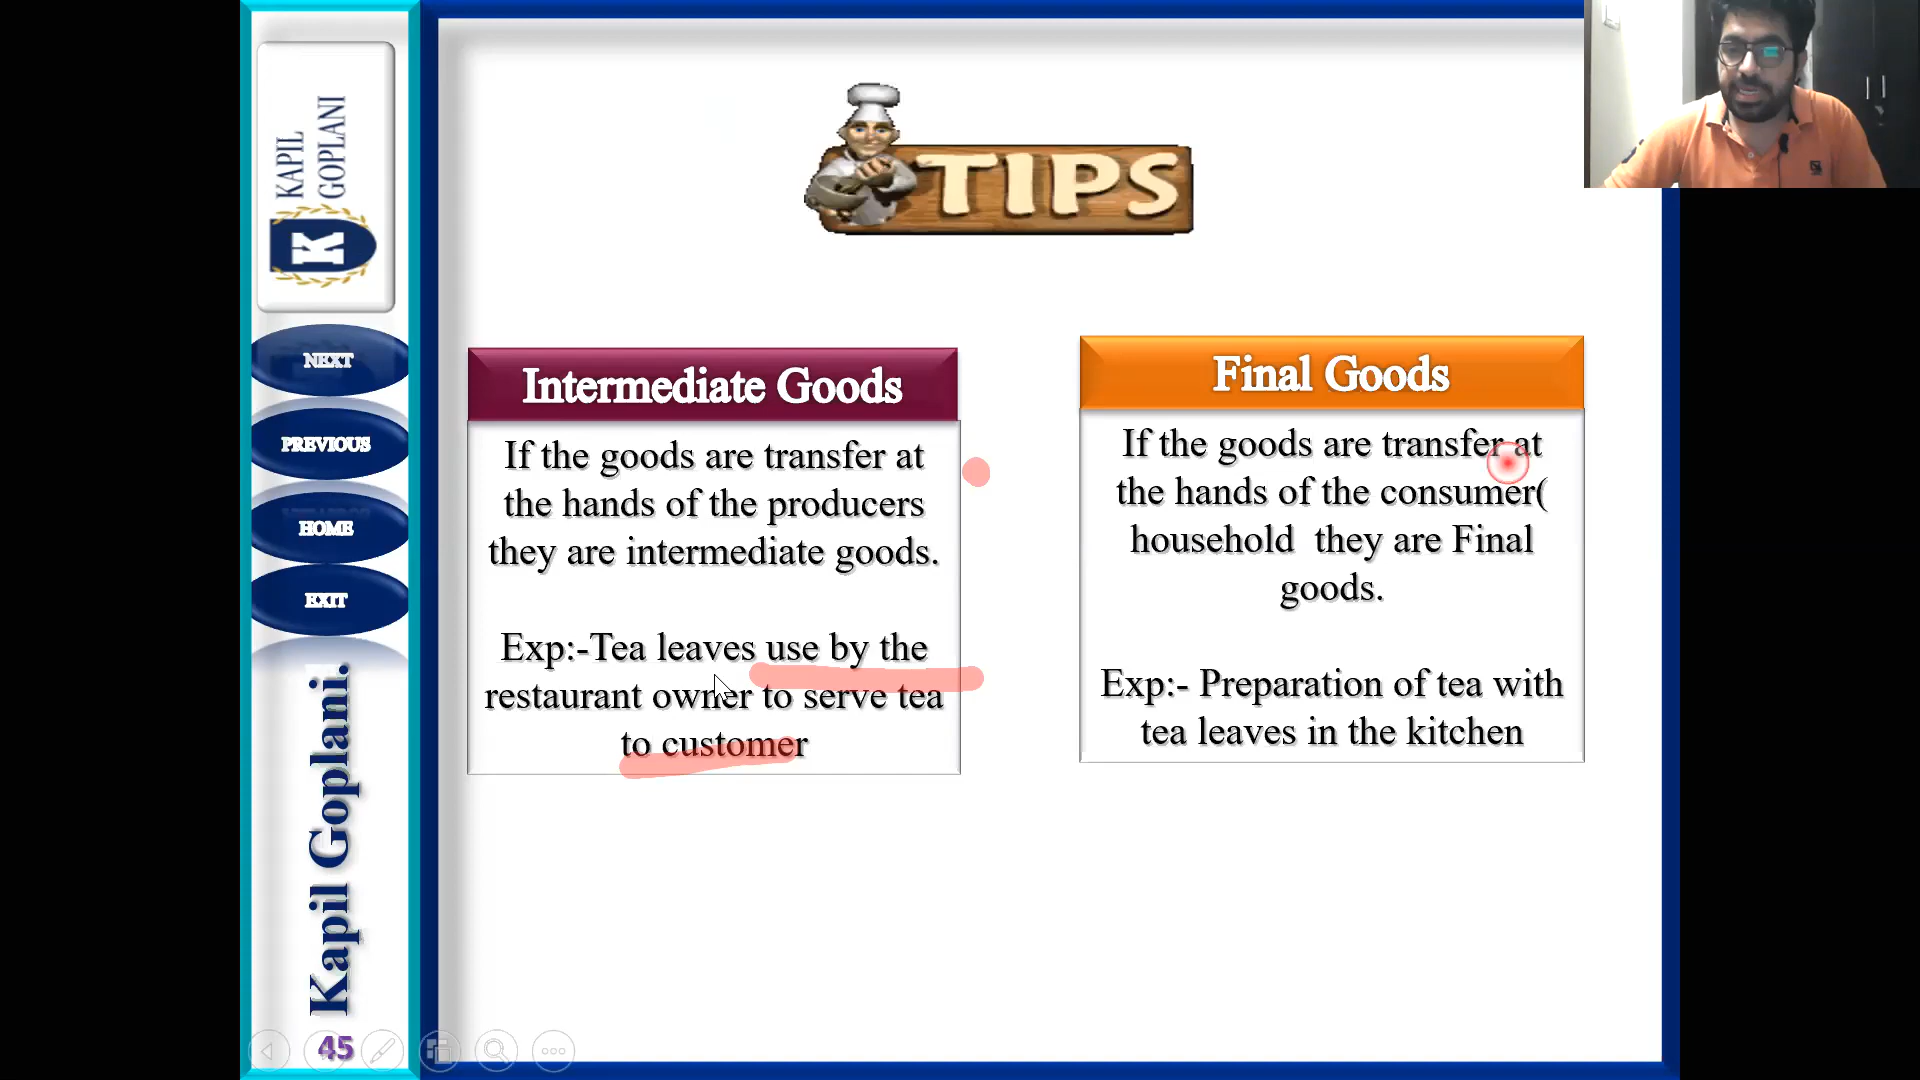 KAPIL
GOPLANI
K
NEXT
PREVIOUS
HOME
EXIT
Kapil Goplani.
45
TIPS
Intermediate Goods
If the goods are transfer at
the hands of the producers
they are intermediate goods.
Exp:-Tea leaves use by the
restaurant owner to serve tea
to customer
Final Goods
If the goods are transfer at
the hands of the consumer(
household they are Final
goods.
Exp:- Preparation of tea with
tea leaves in the kitchen